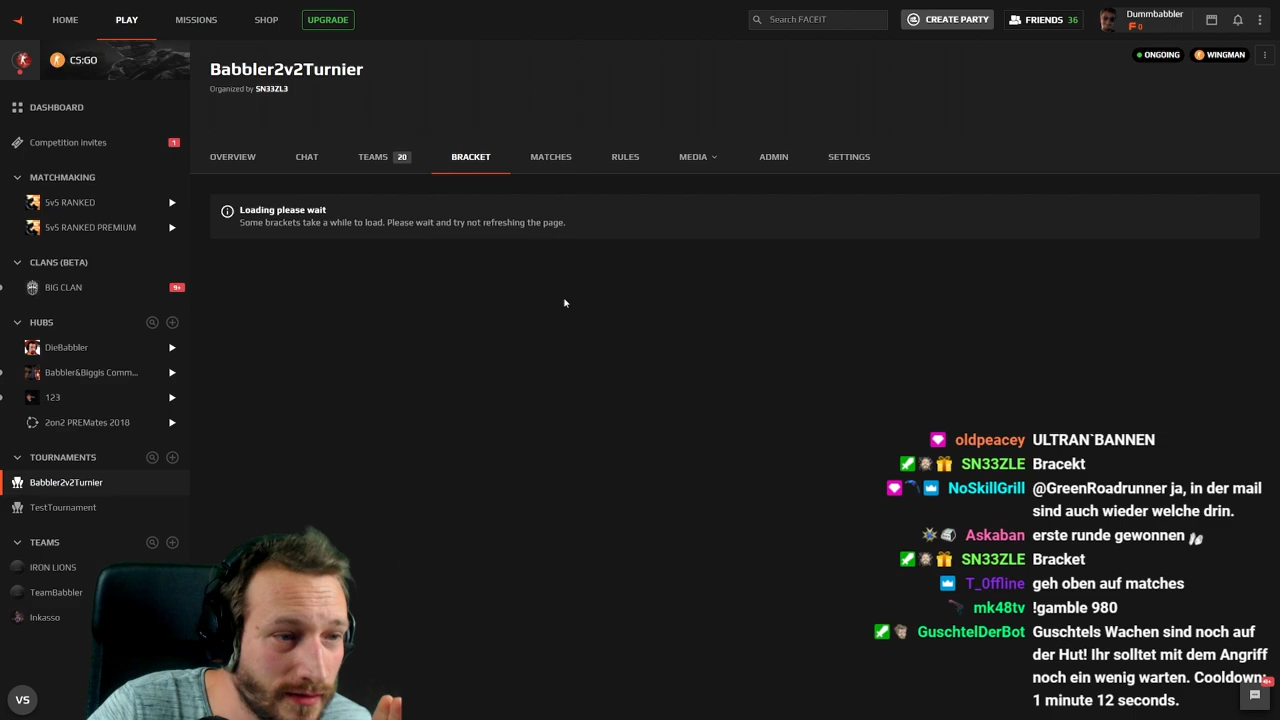 HOME
PLAY
MISSIONS
SHOP
UPGRADE
Search FACEIT
CREATE PARTY
FRIENDS 36
Dummbabbler
0
CS:GO
Babbler2v2Turnier
Organized by SN33ZL3
ONGOING
WINGMAN
DASHBOARD
Competition invites 1
MATCHMAKING
5v5 RANKED
5v5 RANKED PREMIUM
CLANS (BETA)
BIG CLAN 9+
HUBS
DieBabbler
Babbler&Biggis Comm...
123
2on2 PREMates 2018
TOURNAMENTS
Babbler2v2Turnier
TestTournament
TEAMS
IRON LIONS
TeamBabbler
Inkasso
VS
OVERVIEW
CHAT
TEAMS 20
BRACKET
MATCHES
RULES
MEDIA
ADMIN
SETTINGS
Loading please wait
Some brackets take a while to load. Please wait and try not refreshing the page.
oldpeacey ULTRAN`BANNEN
SN33ZLE Bracekt
NoSkillGrill @GreenRoadrunner ja, in der mail
sind auch wieder welche drin.
Askaban erste runde gewonnen
SN33ZLE Bracket
T_0ffline geh oben auf matches
mk48tv !gamble 980
GuschtelDerBot Guschtels Wachen sind noch auf
der Hut! Ihr solltet mit dem Angriff
noch ein wenig warten. Cooldown:
1 minute 12 seconds.